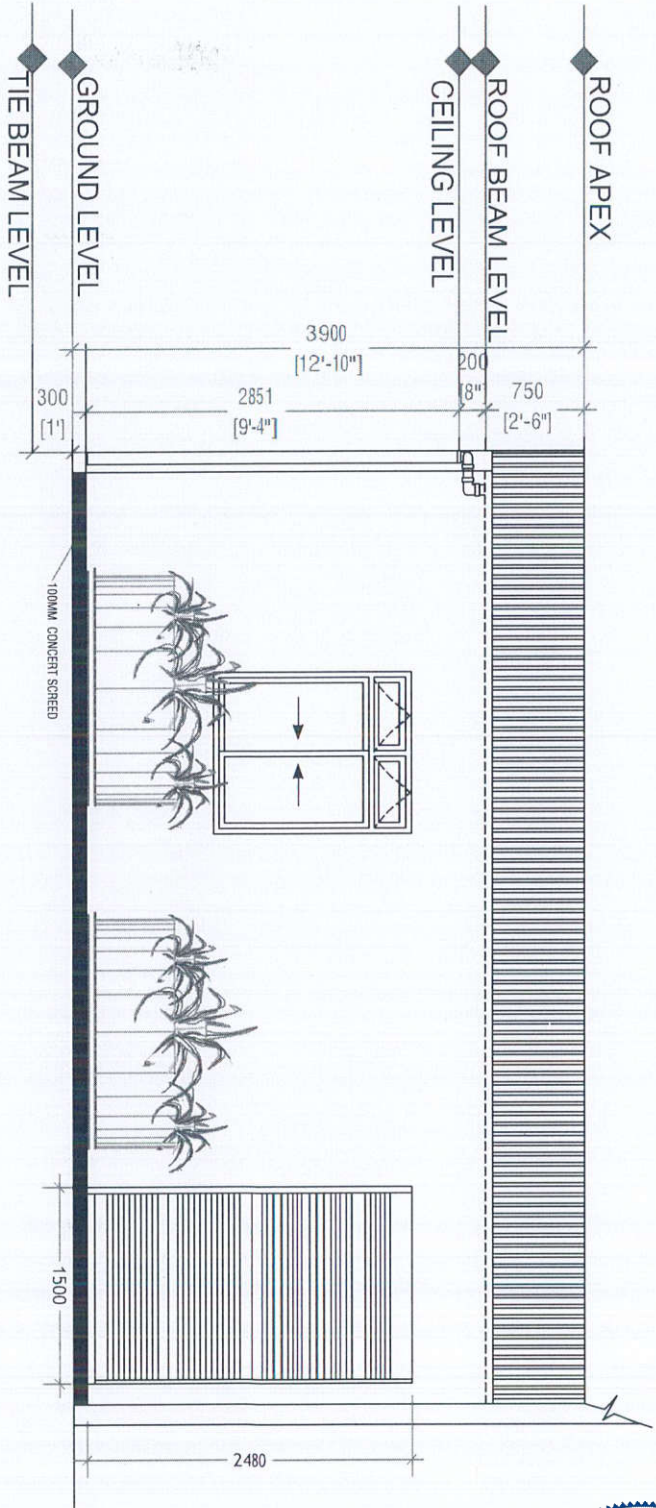 ROOF APEX
ROOF BEAM LEVEL
CEILING LEVEL
GROUND LEVEL
TIE BEAM LEVEL
3900
[12'-10"]
200
[8"]
750
[2'-6"]
2851
[9'-4"]
300
[1']
100MM CONCERT SCREED
1500
2480